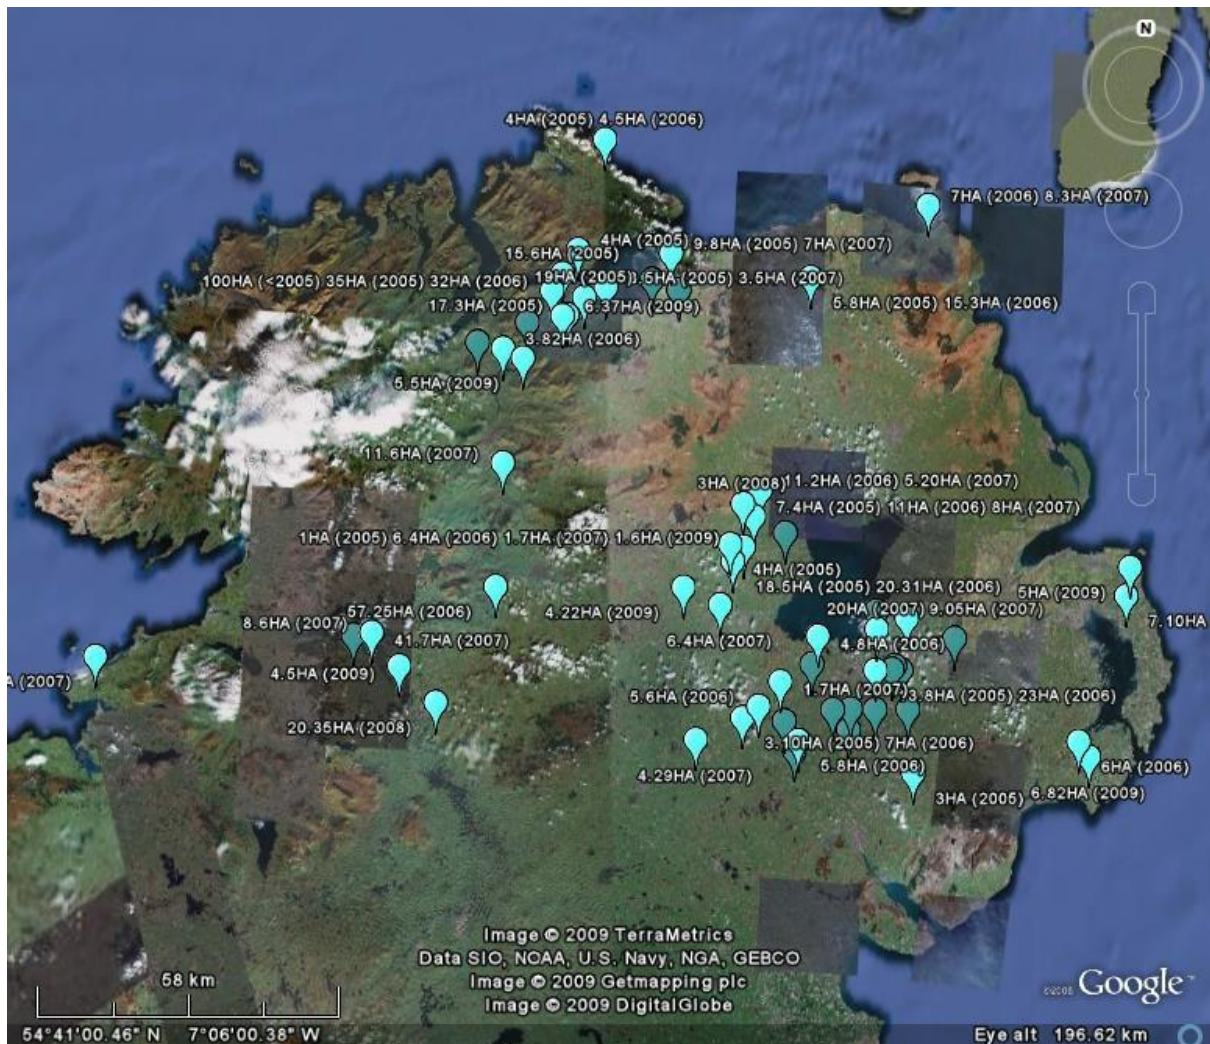 N
4HA (2005) 4.5HA (2006)
7HA (2006) 8.3HA (2007)
4HA (2005) 9.8HA (2005) 7HA (2007)
15.6HA (2005)
100HA (<2005) 35HA (2005) 32HA (2006) 19HA (2005) .5HA (2005) 3.5HA (2007)
17.3HA (2005) 6.37HA (2009)
5.8HA (2005) 15.3HA (2006)
3.82HA (2006)
5.5HA (2009)
11.6HA (2007)
3HA (2008) 11.2HA (2006) 5.20HA (2007)
7.4HA (2005) 11HA (2006) 8HA (2007)
1HA (2005) 6.4HA (2006) 1.7HA (2007) 1.6HA (2009)
4HA (2005)
18.5HA (2005) 20.31HA (2006)
5HA (2009)
57.25HA (2006) 4.22HA (2009) 20HA (2007) 9.05HA (2007)
8.6HA (2007) 7.10HA
41.7HA (2007) 6.4HA (2007) 4.8HA (2006)
4.5HA (2009)
A (2007)
5.6HA (2006) 1.7HA (2007) 3.8HA (2005) 23HA (2006)
20.35HA (2008)
3.10HA (2005) 7HA (2006)
4.29HA (2007) 5.8HA (2006) 6HA (2006)
3HA (2005) 6.82HA (2009)
Image © 2009 TerraMetrics
Data SIO, NOAA, U.S. Navy, NGA, GEBCO
Image © 2009 Getmapping plc
Image © 2009 DigitalGlobe
58 km
Google™
54°41'00.46" N 7°06'00.38" W
Eye alt 196.62 km